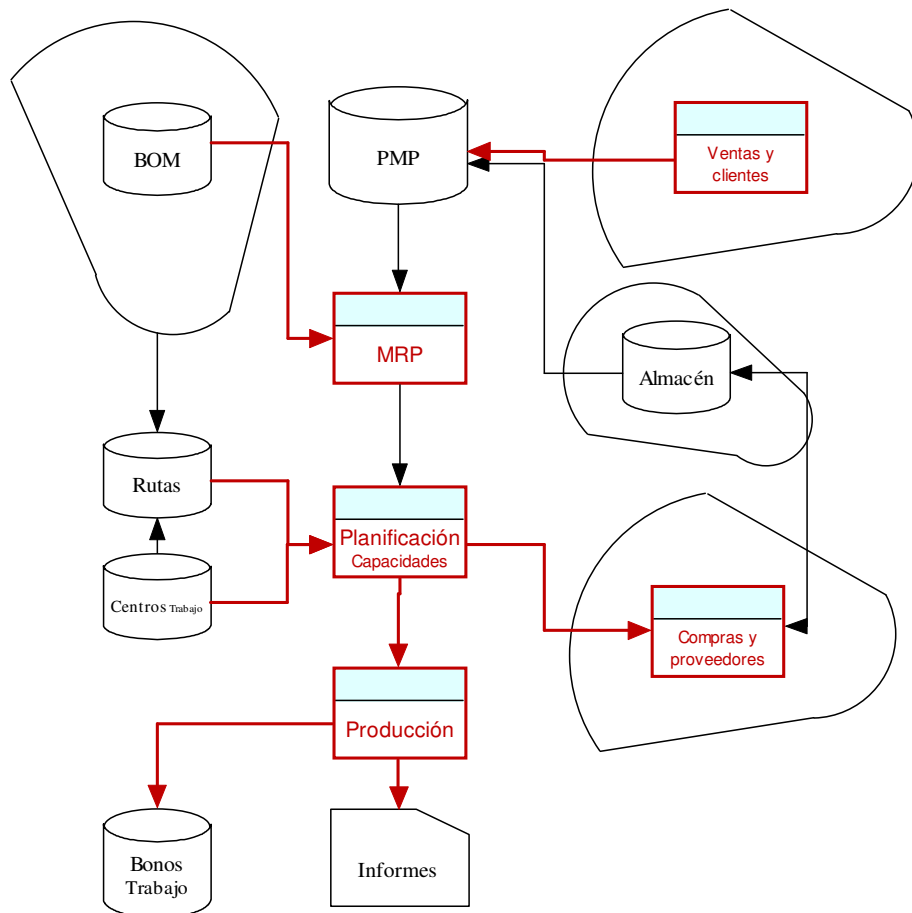 BOM
PMP
Ventas y
clientes
MRP
Almacén
Rutas
Planificación
Capacidades
Centros Trabajo
Compras y
proveedores
Producción
Bonos
Trabajo
Informes